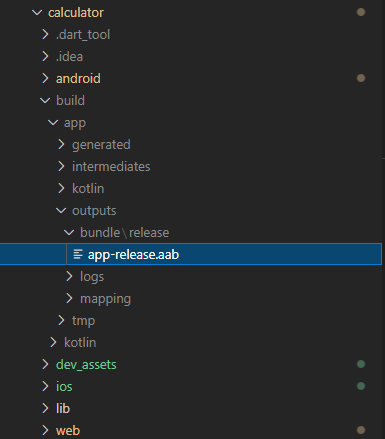 calculator
.dart_tool
.idea
android
build
app
generated
intermediates
kotlin
outputs
bundle\release
app-release.aab
logs
mapping
tmp
kotlin
dev_assets
ios
lib
web